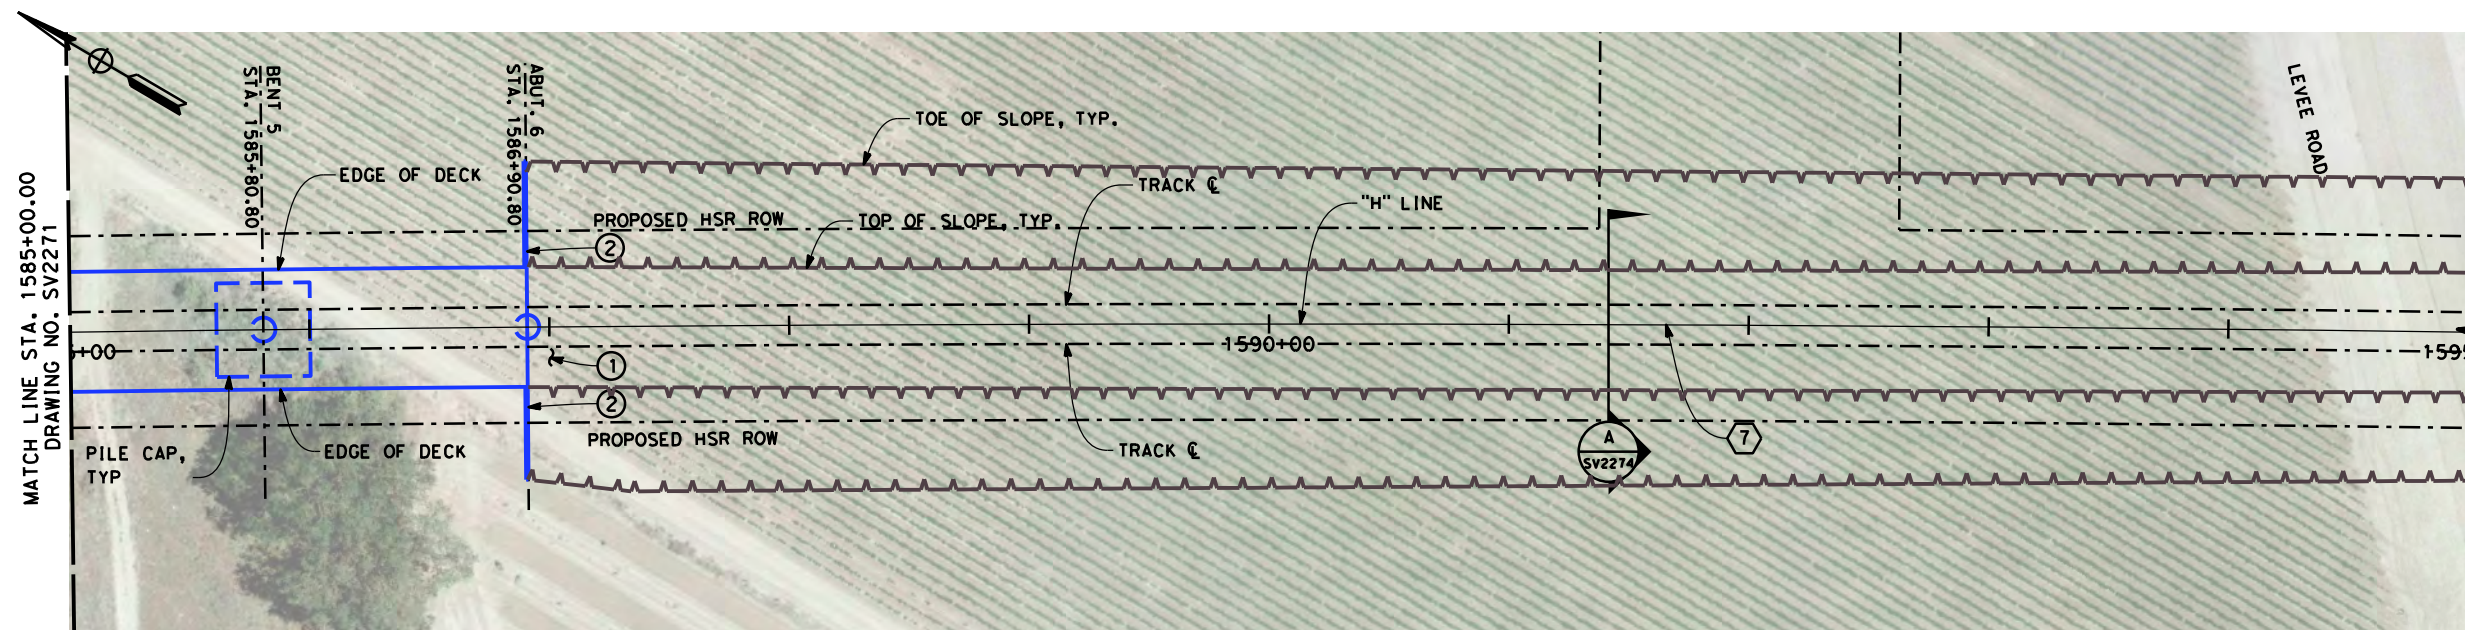 MATCH LINE STA. 1585+00.00
DRAWING NO. SV2271
BENT 5
STA. 1585+80.80
ABUT. 6
STA. 1586+90.80
EDGE OF DECK
TOE OF SLOPE, TYP.
TRACK ℄
"H" LINE
PROPOSED HSR ROW
TOP OF SLOPE, TYP.
2
LEVEE ROAD
5+00
1590+00
1595
1
2
PROPOSED HSR ROW
PILE CAP,
TYP
EDGE OF DECK
TRACK ℄
A
SV2274
7